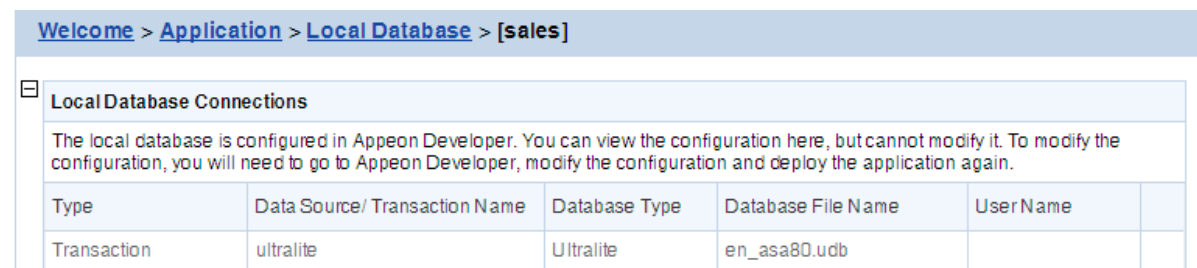 Welcome > Application > Local Database > [sales]
Local Database Connections
The local database is configured in Appeon Developer. You can view the configuration here, but cannot modify it. To modify the
configuration, you will need to go to Appeon Developer, modify the configuration and deploy the application again.
Type Data Source/ Transaction Name Database Type Database File Name User Name
Transaction ultralite Ultralite en_asa80.udb